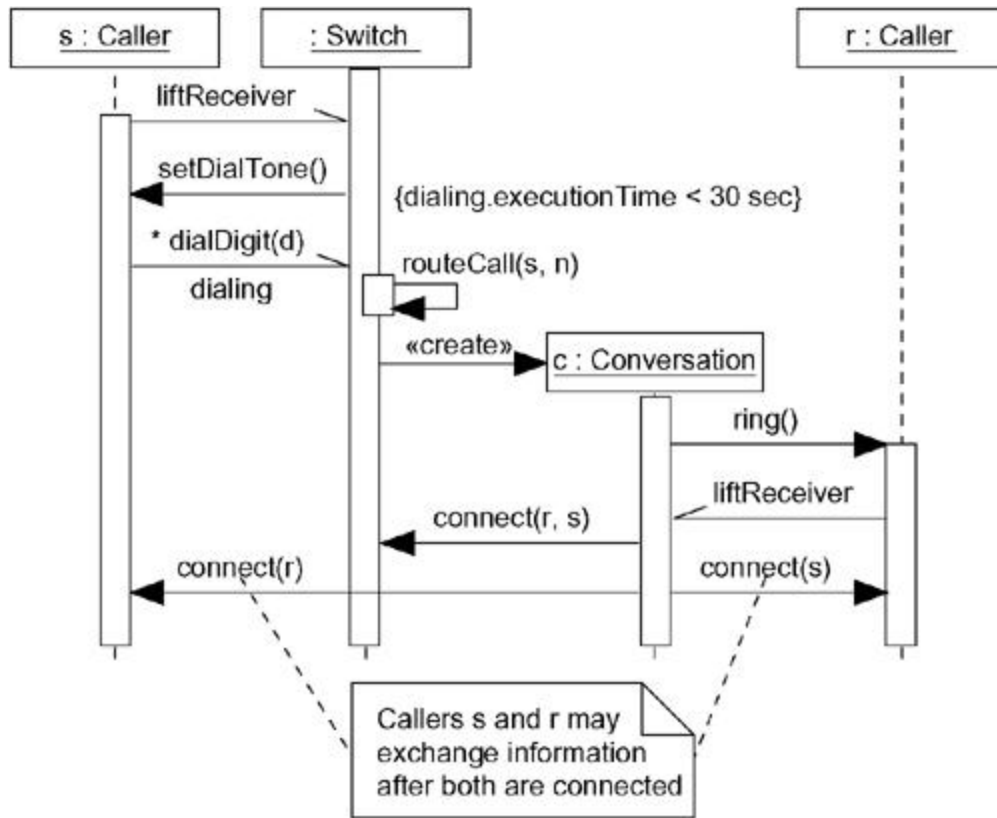 s : Caller
: Switch
r : Caller
liftReceiver
setDialTone()
{dialing.executionTime < 30 sec}
* dialDigit(d)
dialing
routeCall(s, n)
«create»
c : Conversation
ring()
liftReceiver
connect(r, s)
connect(r)
connect(s)
Callers s and r may
exchange information
after both are connected